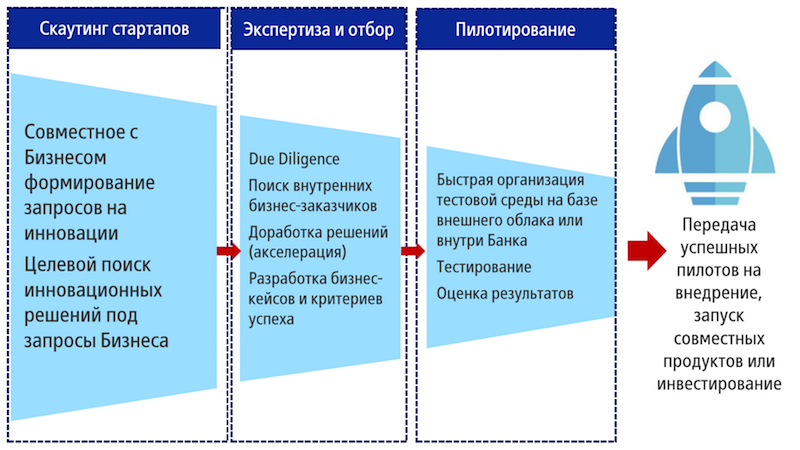 Скаутинг стартапов
Совместное с
Бизнесом
формирование
запросов на
инновации
Целевой поиск
инновационных
решений под
запросы Бизнеса
Экспертиза и отбор
Due Diligence
Поиск внутренних
бизнес-заказчиков
Доработка решений
(акселерация)
Разработка бизнес-
кейсов и критериев
успеха
Пилотирование
Быстрая организация
тестовой среды на базе
внешнего облака или
внутри Банка
Тестирование
Оценка результатов
Передача
успешных
пилотов на
внедрение,
запуск
совместных
продуктов или
инвестирование